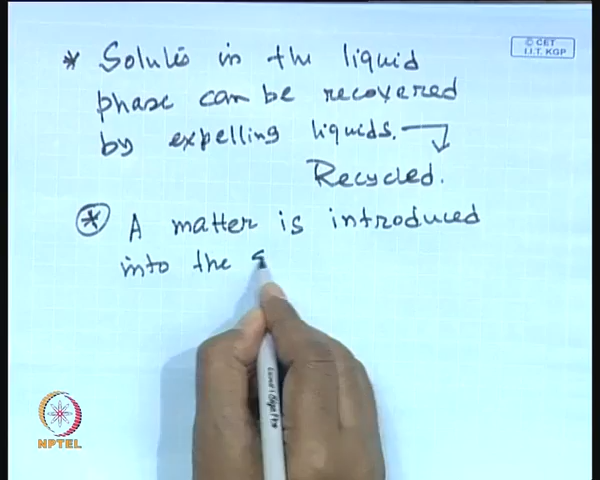 © CET
I.I.T. KGP
* Solutes in the liquid
phase can be recovered
by expelling liquids.
Recycled.
* A matter is introduced
into the s
NPTEL